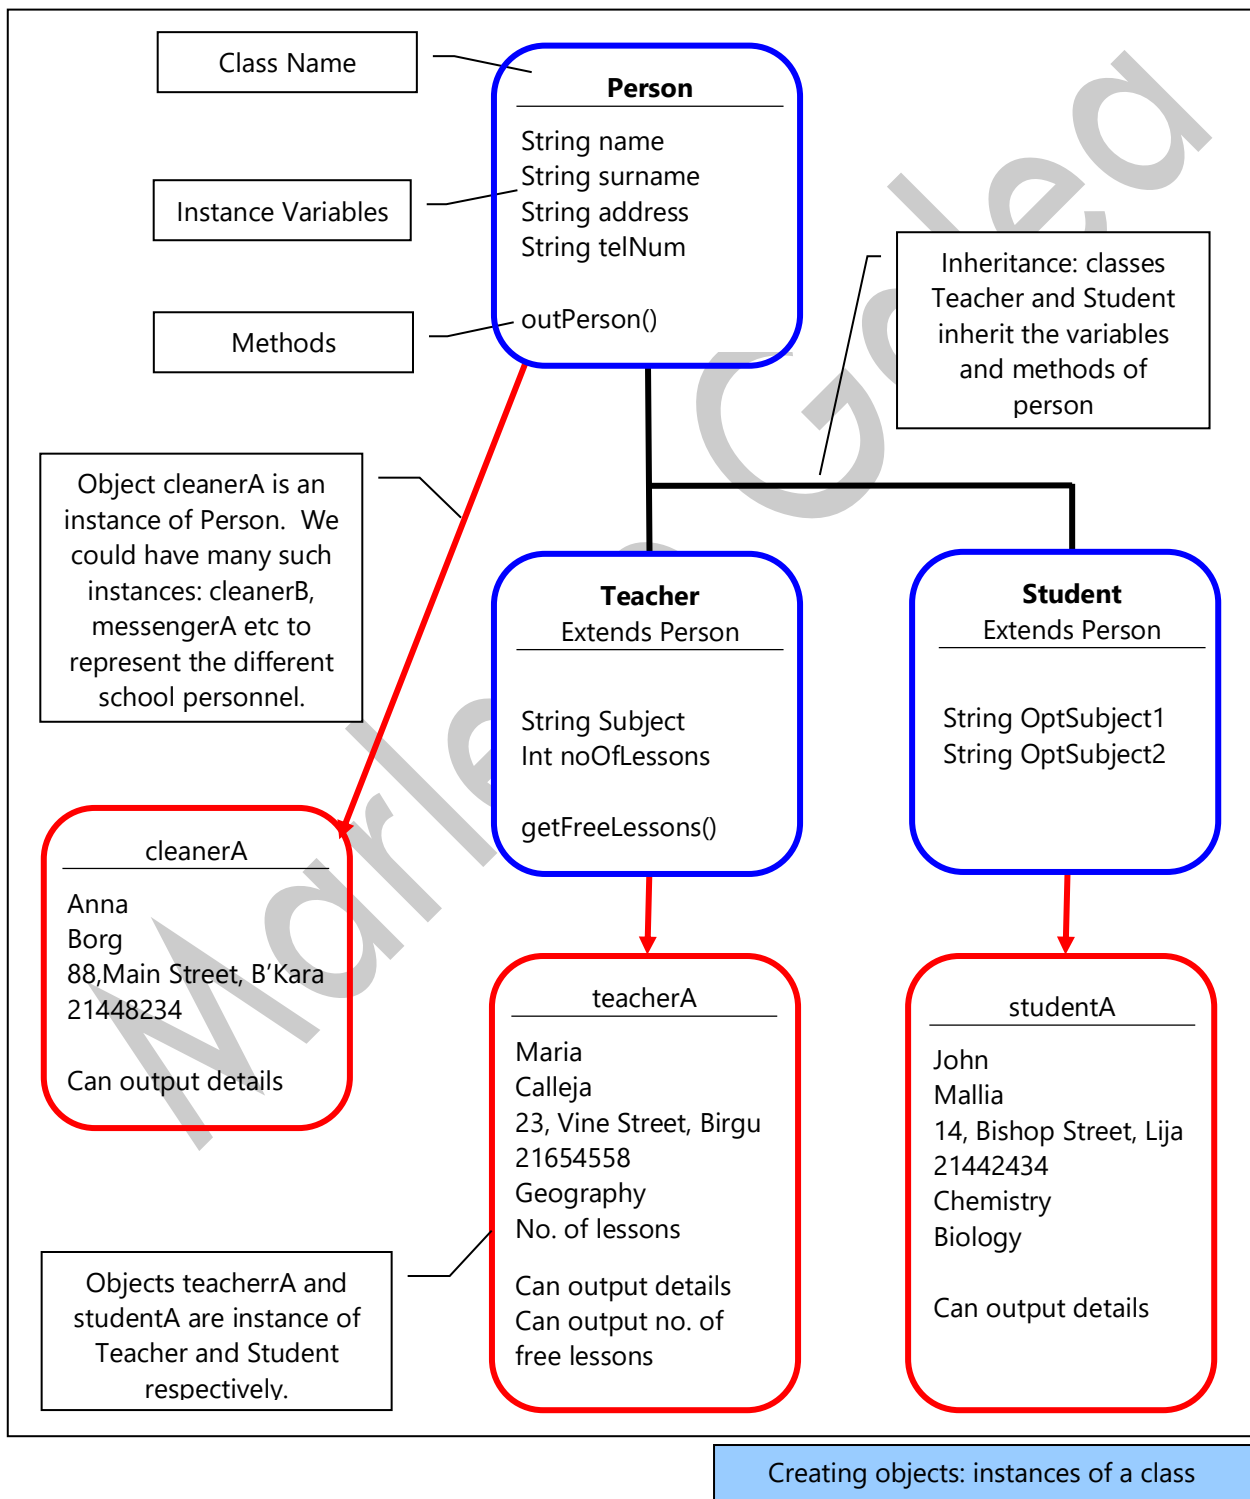 Class Name
Person
String name
String surname
String address
String telNum
outPerson()
Instance Variables
Methods
Inheritance: classes
Teacher and Student
inherit the variables
and methods of
person
Object cleanerA is an
instance of Person.  We
could have many such
instances: cleanerB,
messengerA etc to
represent the different
school personnel.
Teacher
Extends Person
String Subject
Int noOfLessons
getFreeLessons()
Student
Extends Person
String OptSubject1
String OptSubject2
cleanerA
Anna
Borg
88,Main Street, B’Kara
21448234
Can output details
teacherA
Maria
Calleja
23, Vine Street, Birgu
21654558
Geography
No. of lessons
Can output details
Can output no. of
free lessons
studentA
John
Mallia
14, Bishop Street, Lija
21442434
Chemistry
Biology
Can output details
Objects teacherrA and
studentA are instance of
Teacher and Student
respectively.
Creating objects: instances of a class